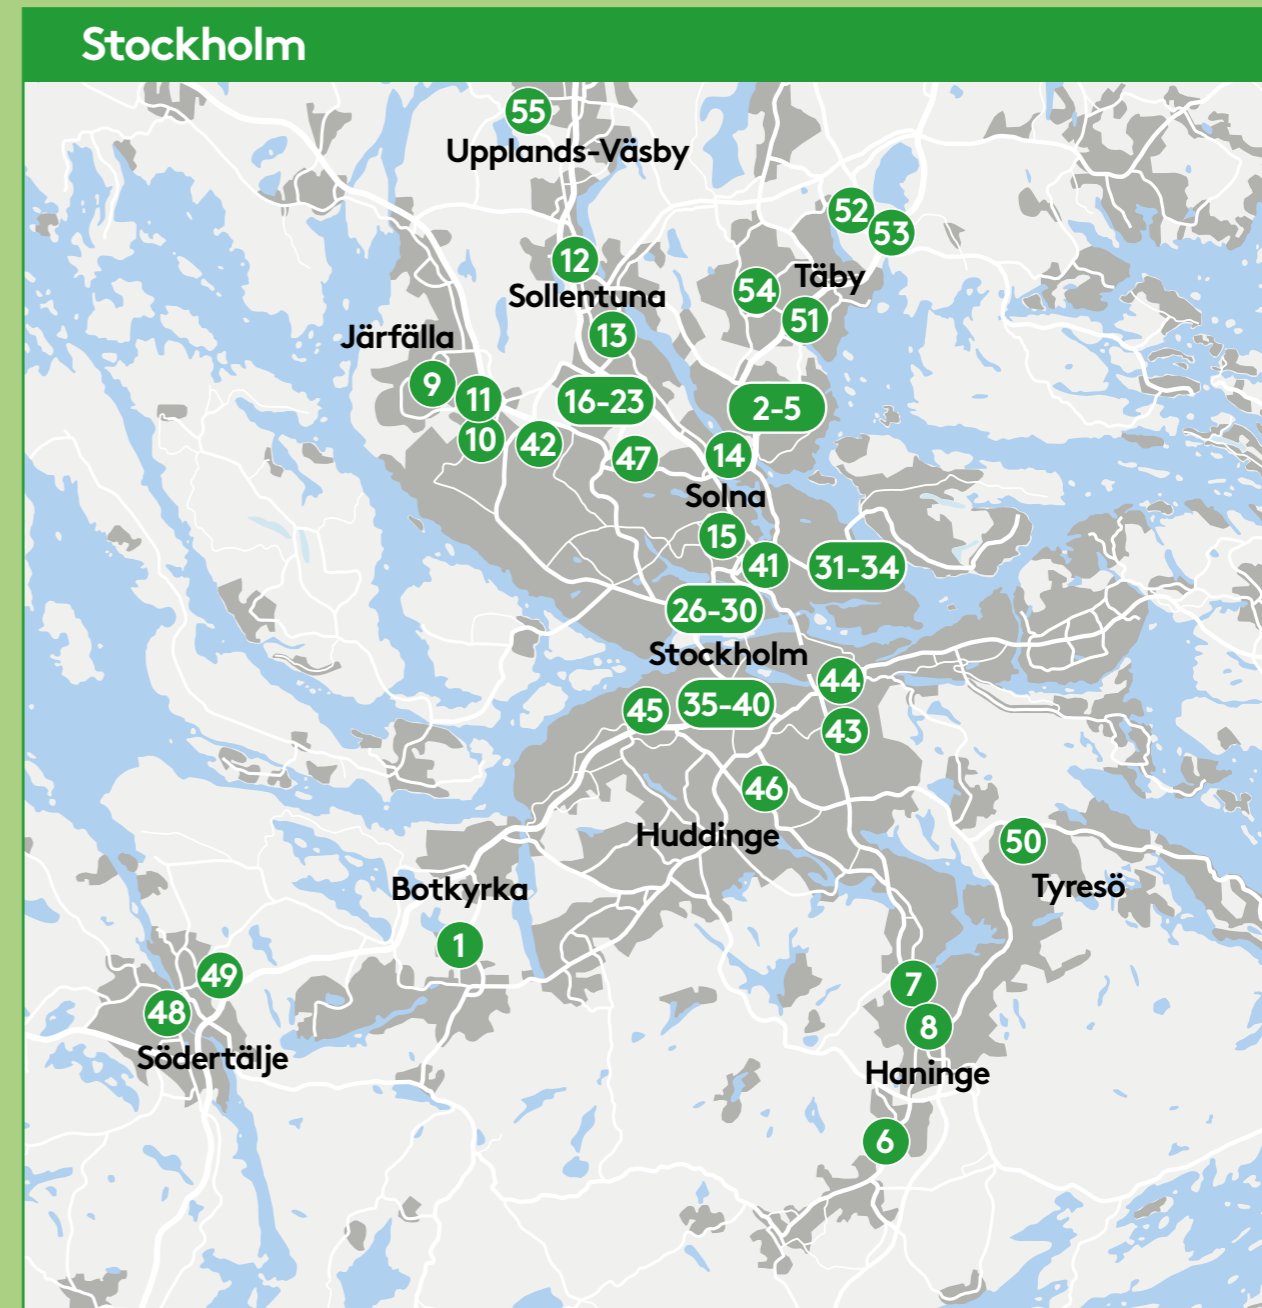 Stockholm
55
Upplands-Väsby
52
53
12
Täby
54
Sollentuna
51
13
Järfälla
9
11
16-23
2-5
10
42
47
14
Solna
15
41
31-34
26-30
Stockholm
44
45
35-40
43
46
Huddinge
50
Botkyrka
Tyresö
1
49
7
48
8
Södertälje
Haninge
6